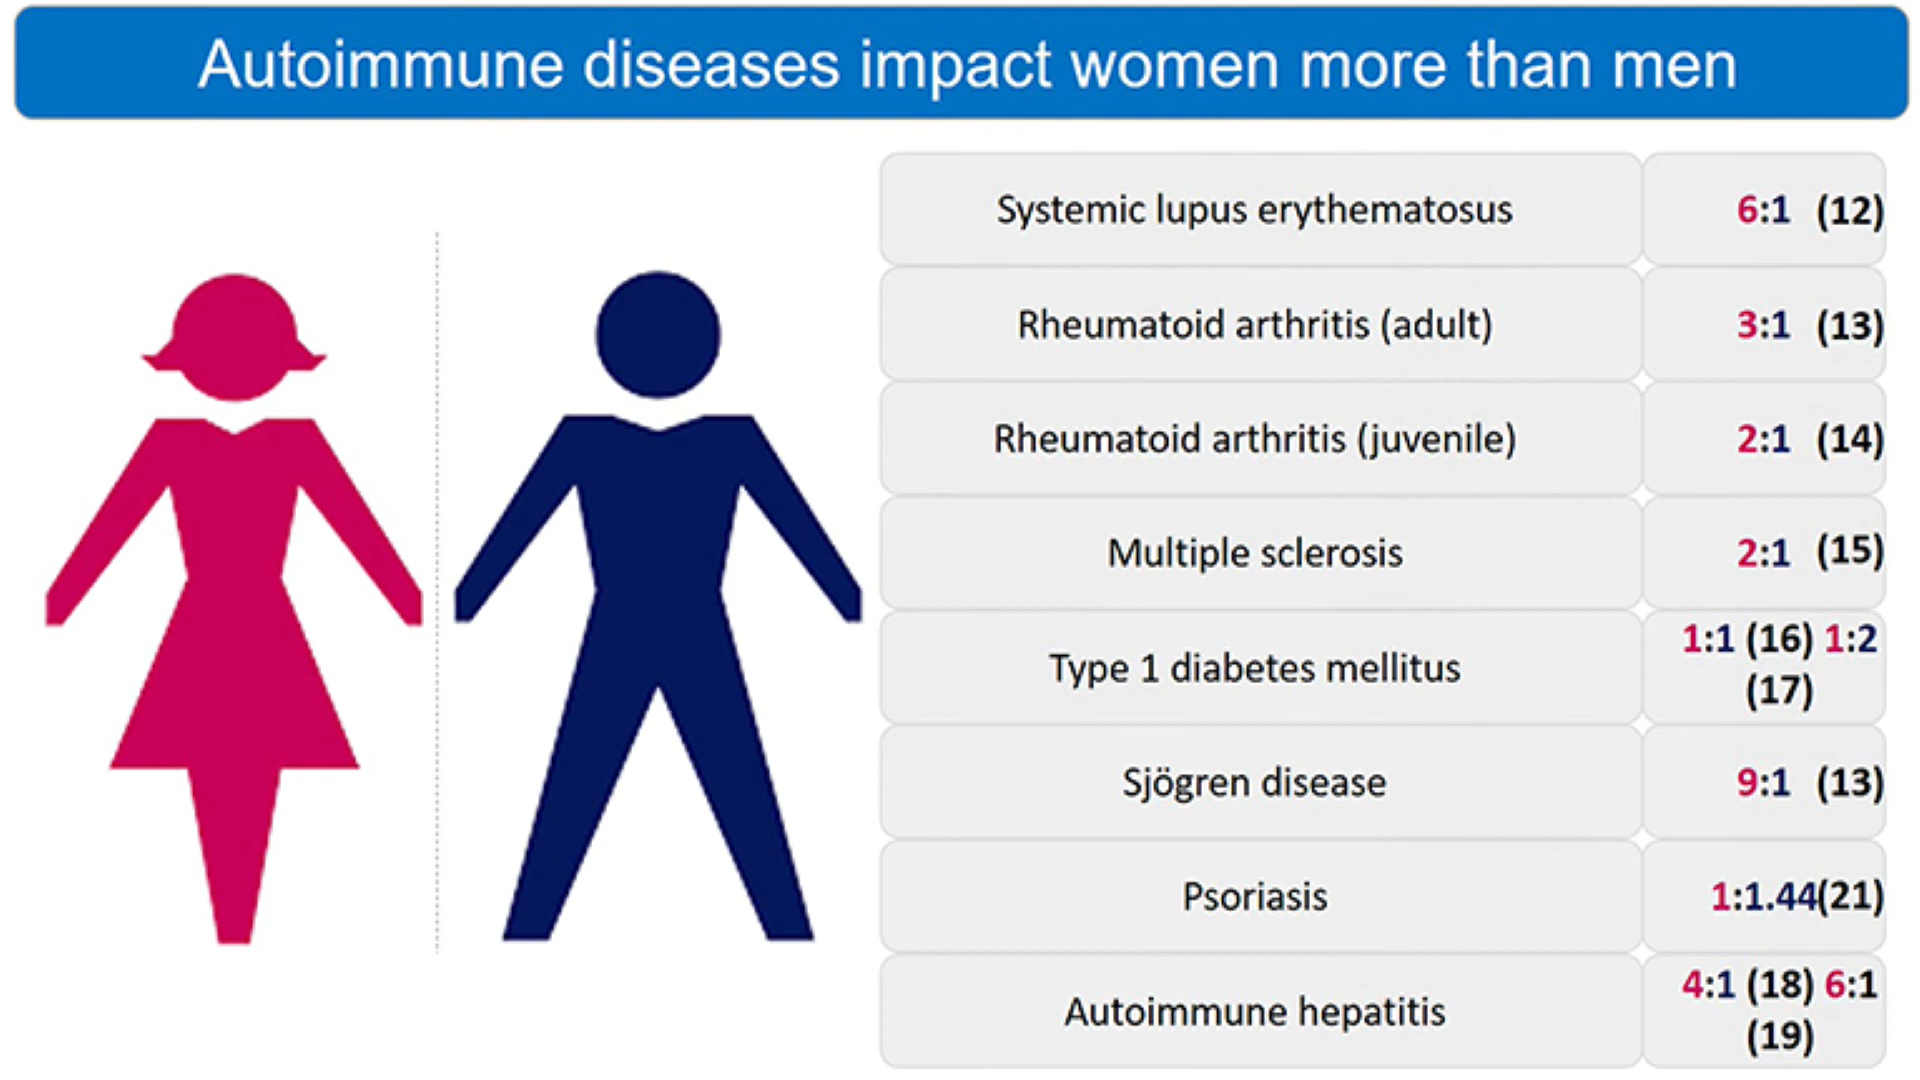 Autoimmune diseases impact women more than men
Systemic lupus erythematosus 6:1 (12)
Rheumatoid arthritis (adult) 3:1 (13)
Rheumatoid arthritis (juvenile) 2:1 (14)
Multiple sclerosis 2:1 (15)
Type 1 diabetes mellitus 1:1 (16) 1:2
(17)
Sjögren disease 9:1 (13)
Psoriasis 1:1.44(21)
Autoimmune hepatitis 4:1 (18) 6:1
(19)